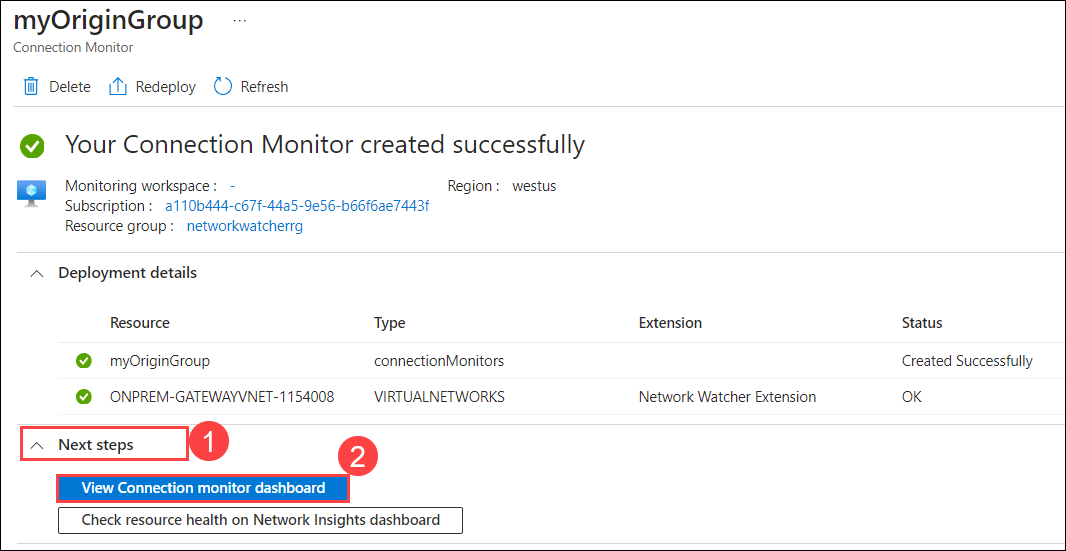 myOriginGroup ...
Connection Monitor
Delete Redeploy Refresh
Your Connection Monitor created successfully
Monitoring workspace : - Region : westus
Subscription : a110b444-c67f-44a5-9e56-b66f6ae7443f
Resource group : networkwatcherrg
Deployment details
Resource Type Extension Status
myOriginGroup connectionMonitors Created Successfully
ONPREM-GATEWAYVNET-1154008 VIRTUALNETWORKS Network Watcher Extension OK
Next steps 1
View Connection monitor dashboard 2
Check resource health on Network Insights dashboard